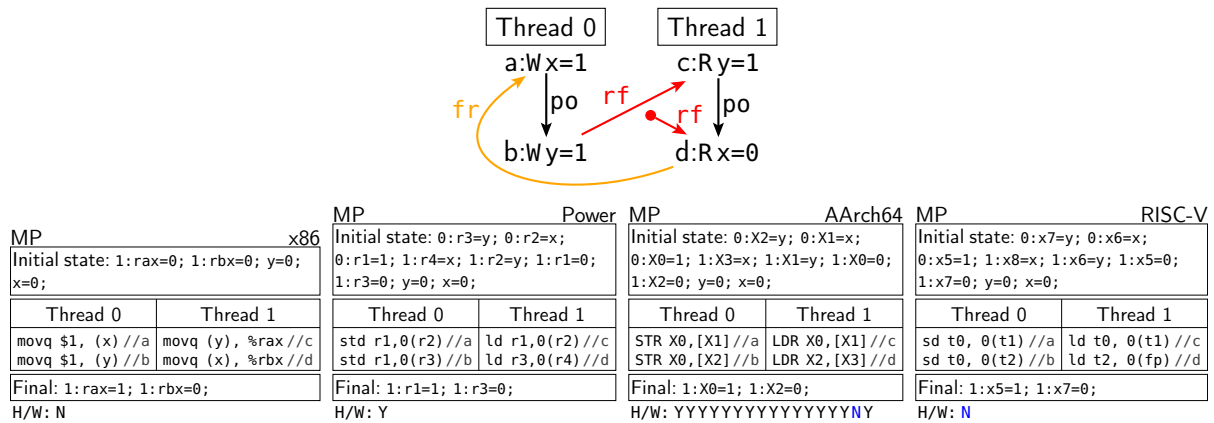 Thread 0 Thread 1
a:W x=1 c:R y=1
fr po rf rf po
b:W y=1 d:R x=0
MP x86
Initial state: 1:rax=0; 1:rbx=0; y=0;
x=0;
Thread 0 Thread 1
movq $1, (x)//a movq (y), %rax//c
movq $1, (y)//b movq (x), %rbx//d
Final: 1:rax=1; 1:rbx=0;
H/W: N
MP Power
Initial state: 0:r3=y; 0:r2=x;
0:r1=1; 1:r4=x; 1:r2=y; 1:r1=0;
1:r3=0; y=0; x=0;
Thread 0 Thread 1
std r1,0(r2)//a ld r3,0(r2)//c
std r1,0(r3)//b ld r3,0(r4)//d
Final: 1:r1=1; 1:r3=0;
H/W: Y
MP AArch64
Initial state: 0:X2=y; 0:X1=x;
0:X0=1; 1:X3=x; 1:X1=y; 1:X0=0;
1:X2=0; y=0; x=0;
Thread 0 Thread 1
STR X0,[X1]//a LDR X0,[X1]//c
STR X0,[X2]//b LDR X2,[X3]//d
Final: 1:X0=1; 1:X2=0;
H/W: YYYYYYYYYYYYYYYNY
MP RISC-V
Initial state: 0:x7=y; 0:x6=x;
0:x5=1; 1:x8=x; 1:x6=y; 1:x5=0;
1:x7=0; y=0; x=0;
Thread 0 Thread 1
sd t0, 0(t1)//a ld t0, 0(t1)//c
sd t0, 0(t2)//b ld t2, 0(fp)//d
Final: 1:x5=1; 1:x7=0;
H/W: N